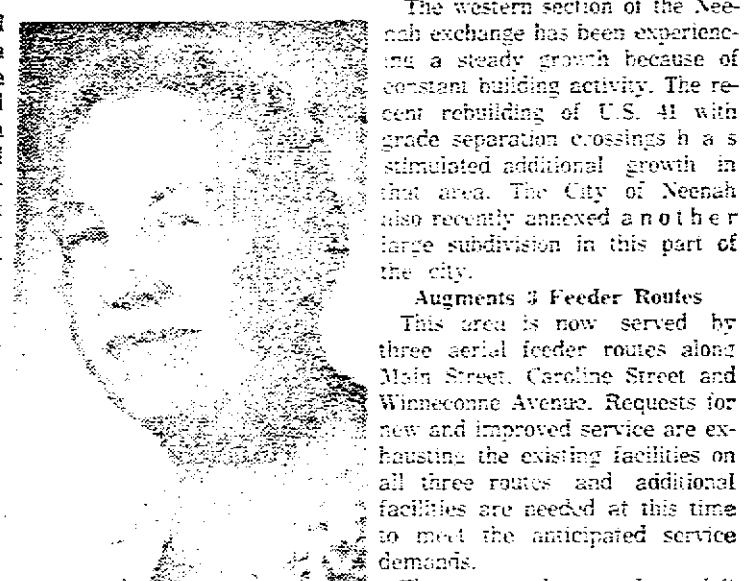 The western section of the Nee-
nah exchange has been experienc-
ing a steady growth because of
constant building activity. The re-
cent rebuilding of U.S. 41 with
grade separation crossings h a s
stimulated additional growth in
that area. The City of Neenah
also recently annexed a n o t h e r
large subdivision in this part of
the city.
Augments 3 Feeder Routes
This area is now served by
three aerial feeder routes along
Main Street, Caroline Street and
Winneconne Avenue. Requests for
new and improved service are ex-
hausting the existing facilities on
all three routes and additional
facilities are needed at this time
to meet the anticipated service
demands.